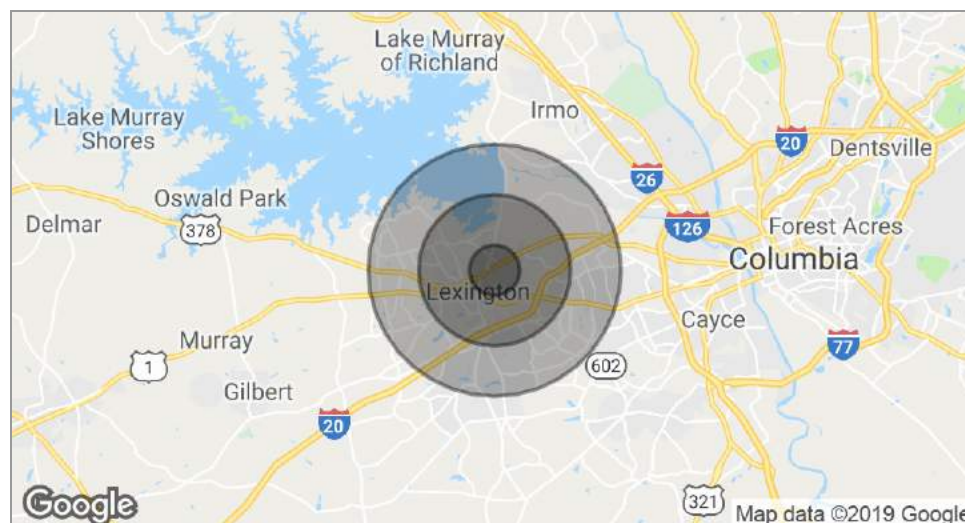 Lake Murray
of Richland
Irmo
Lake Murray
Shores
20
Dentsville
26
Oswald Park
Delmar
378
126
Forest Acres
Columbia
Lexington
Cayce
Murray
77
1
602
Gilbert
20
321
Google
Map data ©2019 Google